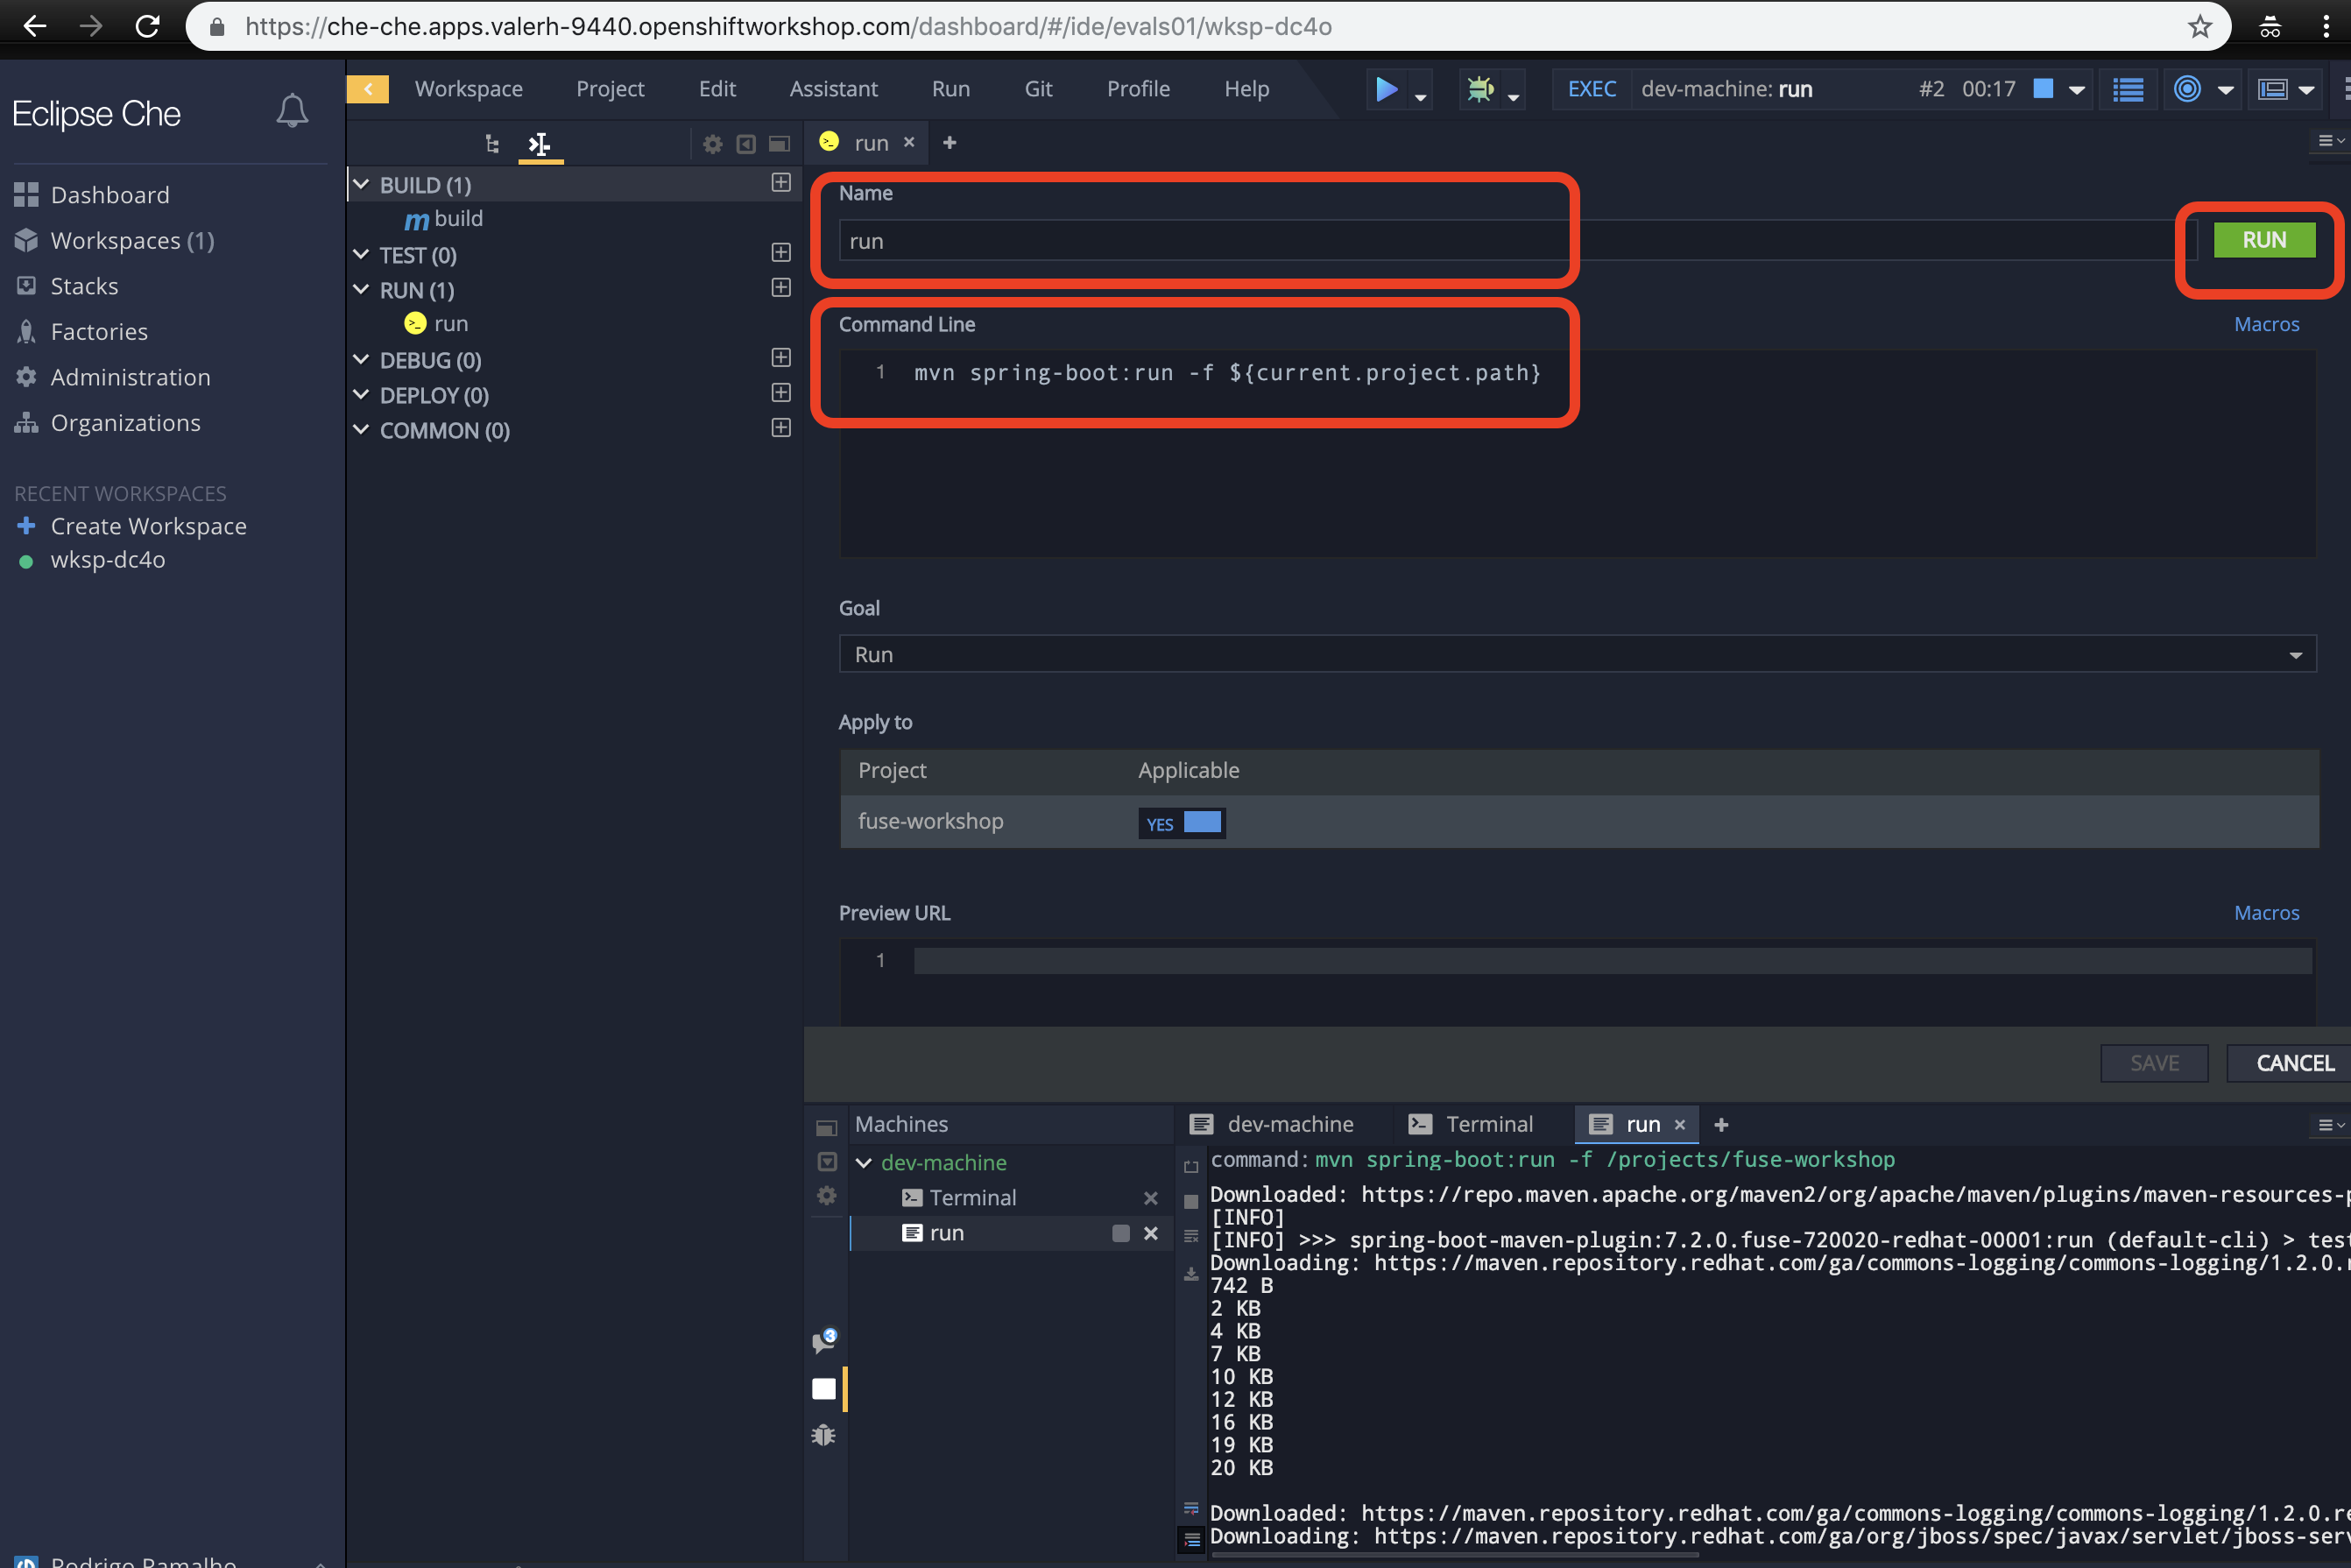 https://che-che.apps.valerh-9440.openshiftworkshop.com/dashboard/#/ide/evals01/wksp-dc4o
Eclipse Che
Dashboard
Workspaces (1)
Stacks
Factories
Administration
Organizations
RECENT WORKSPACES
Create Workspace
wksp-dc4o
Rodrigo Ramalho
Workspace Project Edit Assistant Run Git Profile Help
EXEC dev-machine: run #2 00:17
BUILD (1)
m build
TEST (0)
RUN (1)
run
DEBUG (0)
DEPLOY (0)
COMMON (0)
run
Name
run
RUN
Command Line
Macros
1 mvn spring-boot:run -f ${current.project.path}
Goal
Run
Apply to
Project Applicable
fuse-workshop YES
Preview URL
Macros
1
SAVE CANCEL
Machines
dev-machine
Terminal
run
3
dev-machine Terminal run
command: mvn spring-boot:run -f /projects/fuse-workshop
Downloaded: https://repo.maven.apache.org/maven2/org/apache/maven/plugins/maven-resources-p
[INFO]
[INFO] >>> spring-boot-maven-plugin:7.2.0.fuse-720020-redhat-00001:run (default-cli) > test
Downloading: https://maven.repository.redhat.com/ga/commons-logging/commons-logging/1.2.0.r
742 B
2 KB
4 KB
7 KB
10 KB
12 KB
16 KB
19 KB
20 KB
Downloaded: https://maven.repository.redhat.com/ga/commons-logging/commons-logging/1.2.0.re
Downloading: https://maven.repository.redhat.com/ga/org/jboss/spec/javax/servlet/jboss-ser